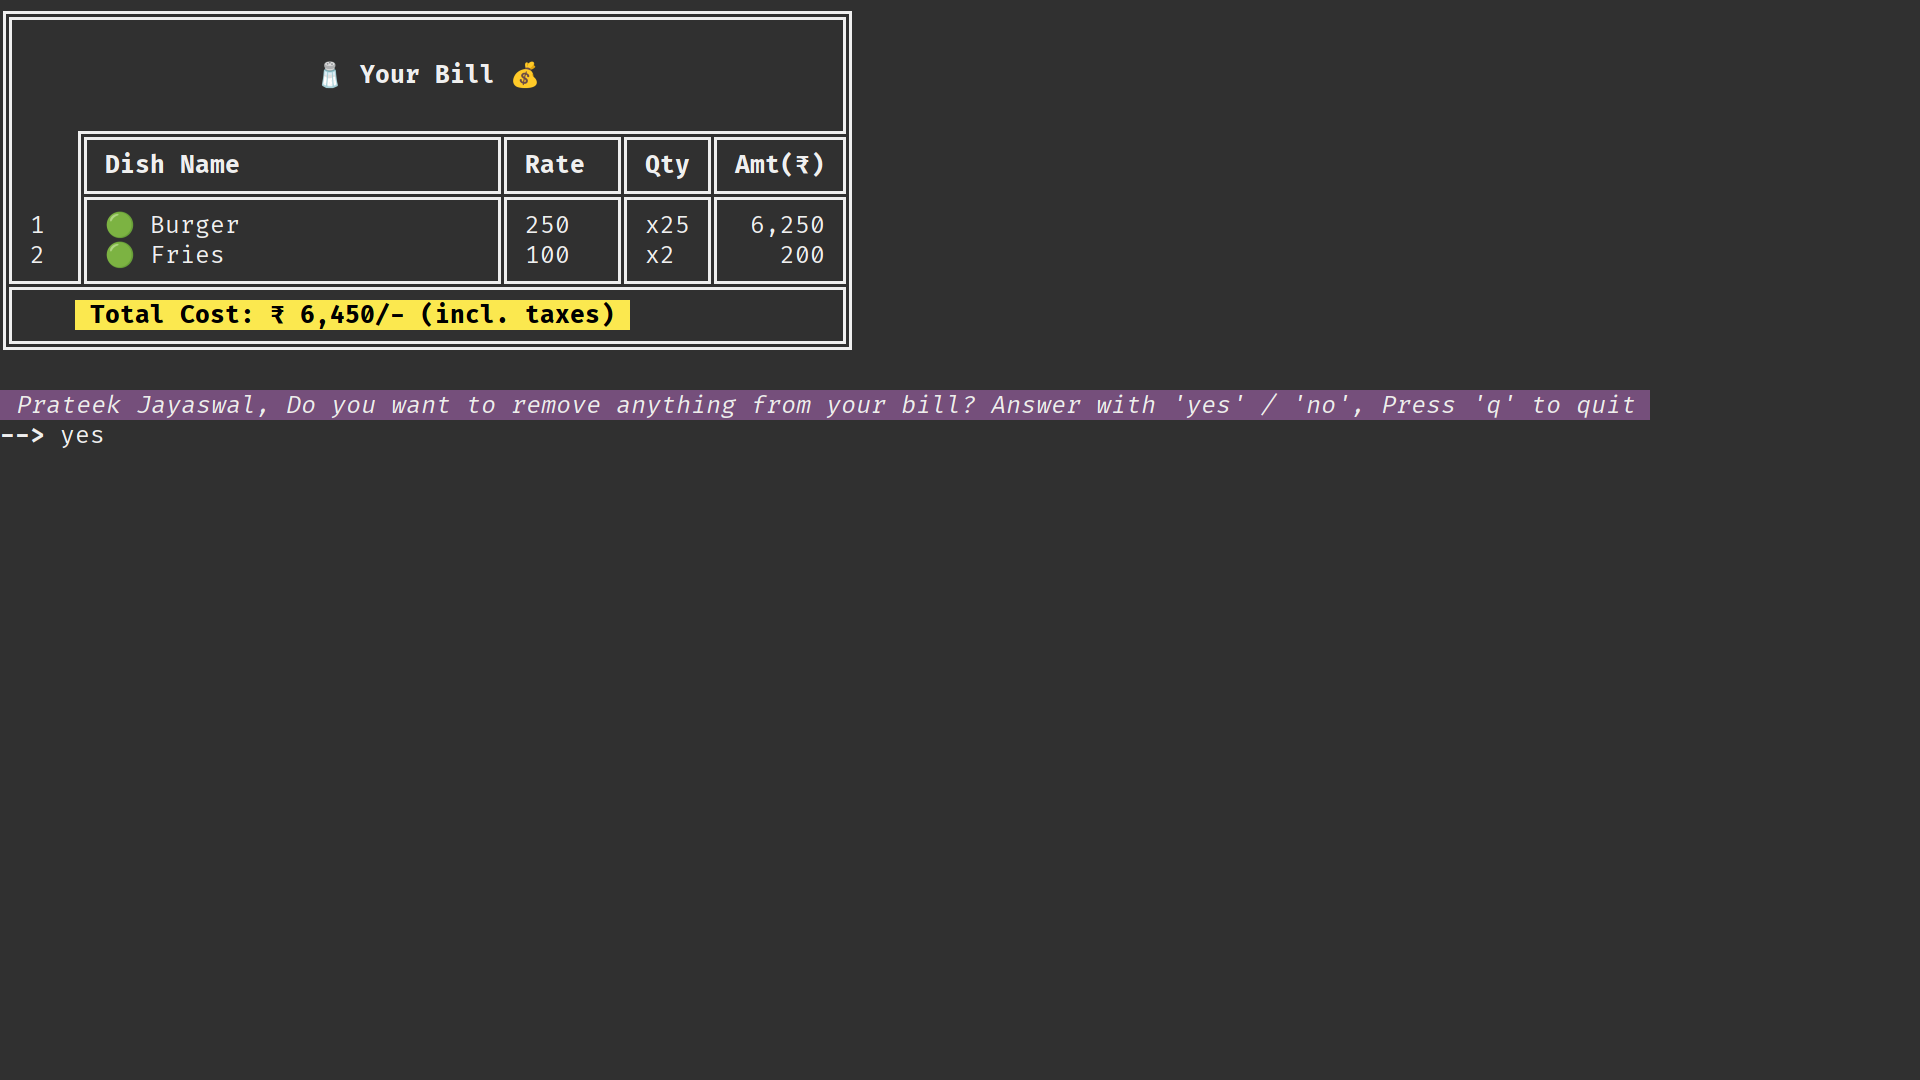 🧂 Your Bill 💰
Dish Name Rate Qty Amt(₹)
1 🟢 Burger 250 x25 6,250
2 🟢 Fries 100 x2 200
Total Cost: ₹ 6,450/- (incl. taxes)
Prateek Jayaswal, Do you want to remove anything from your bill? Answer with 'yes' / 'no', Press 'q' to quit
--> yes